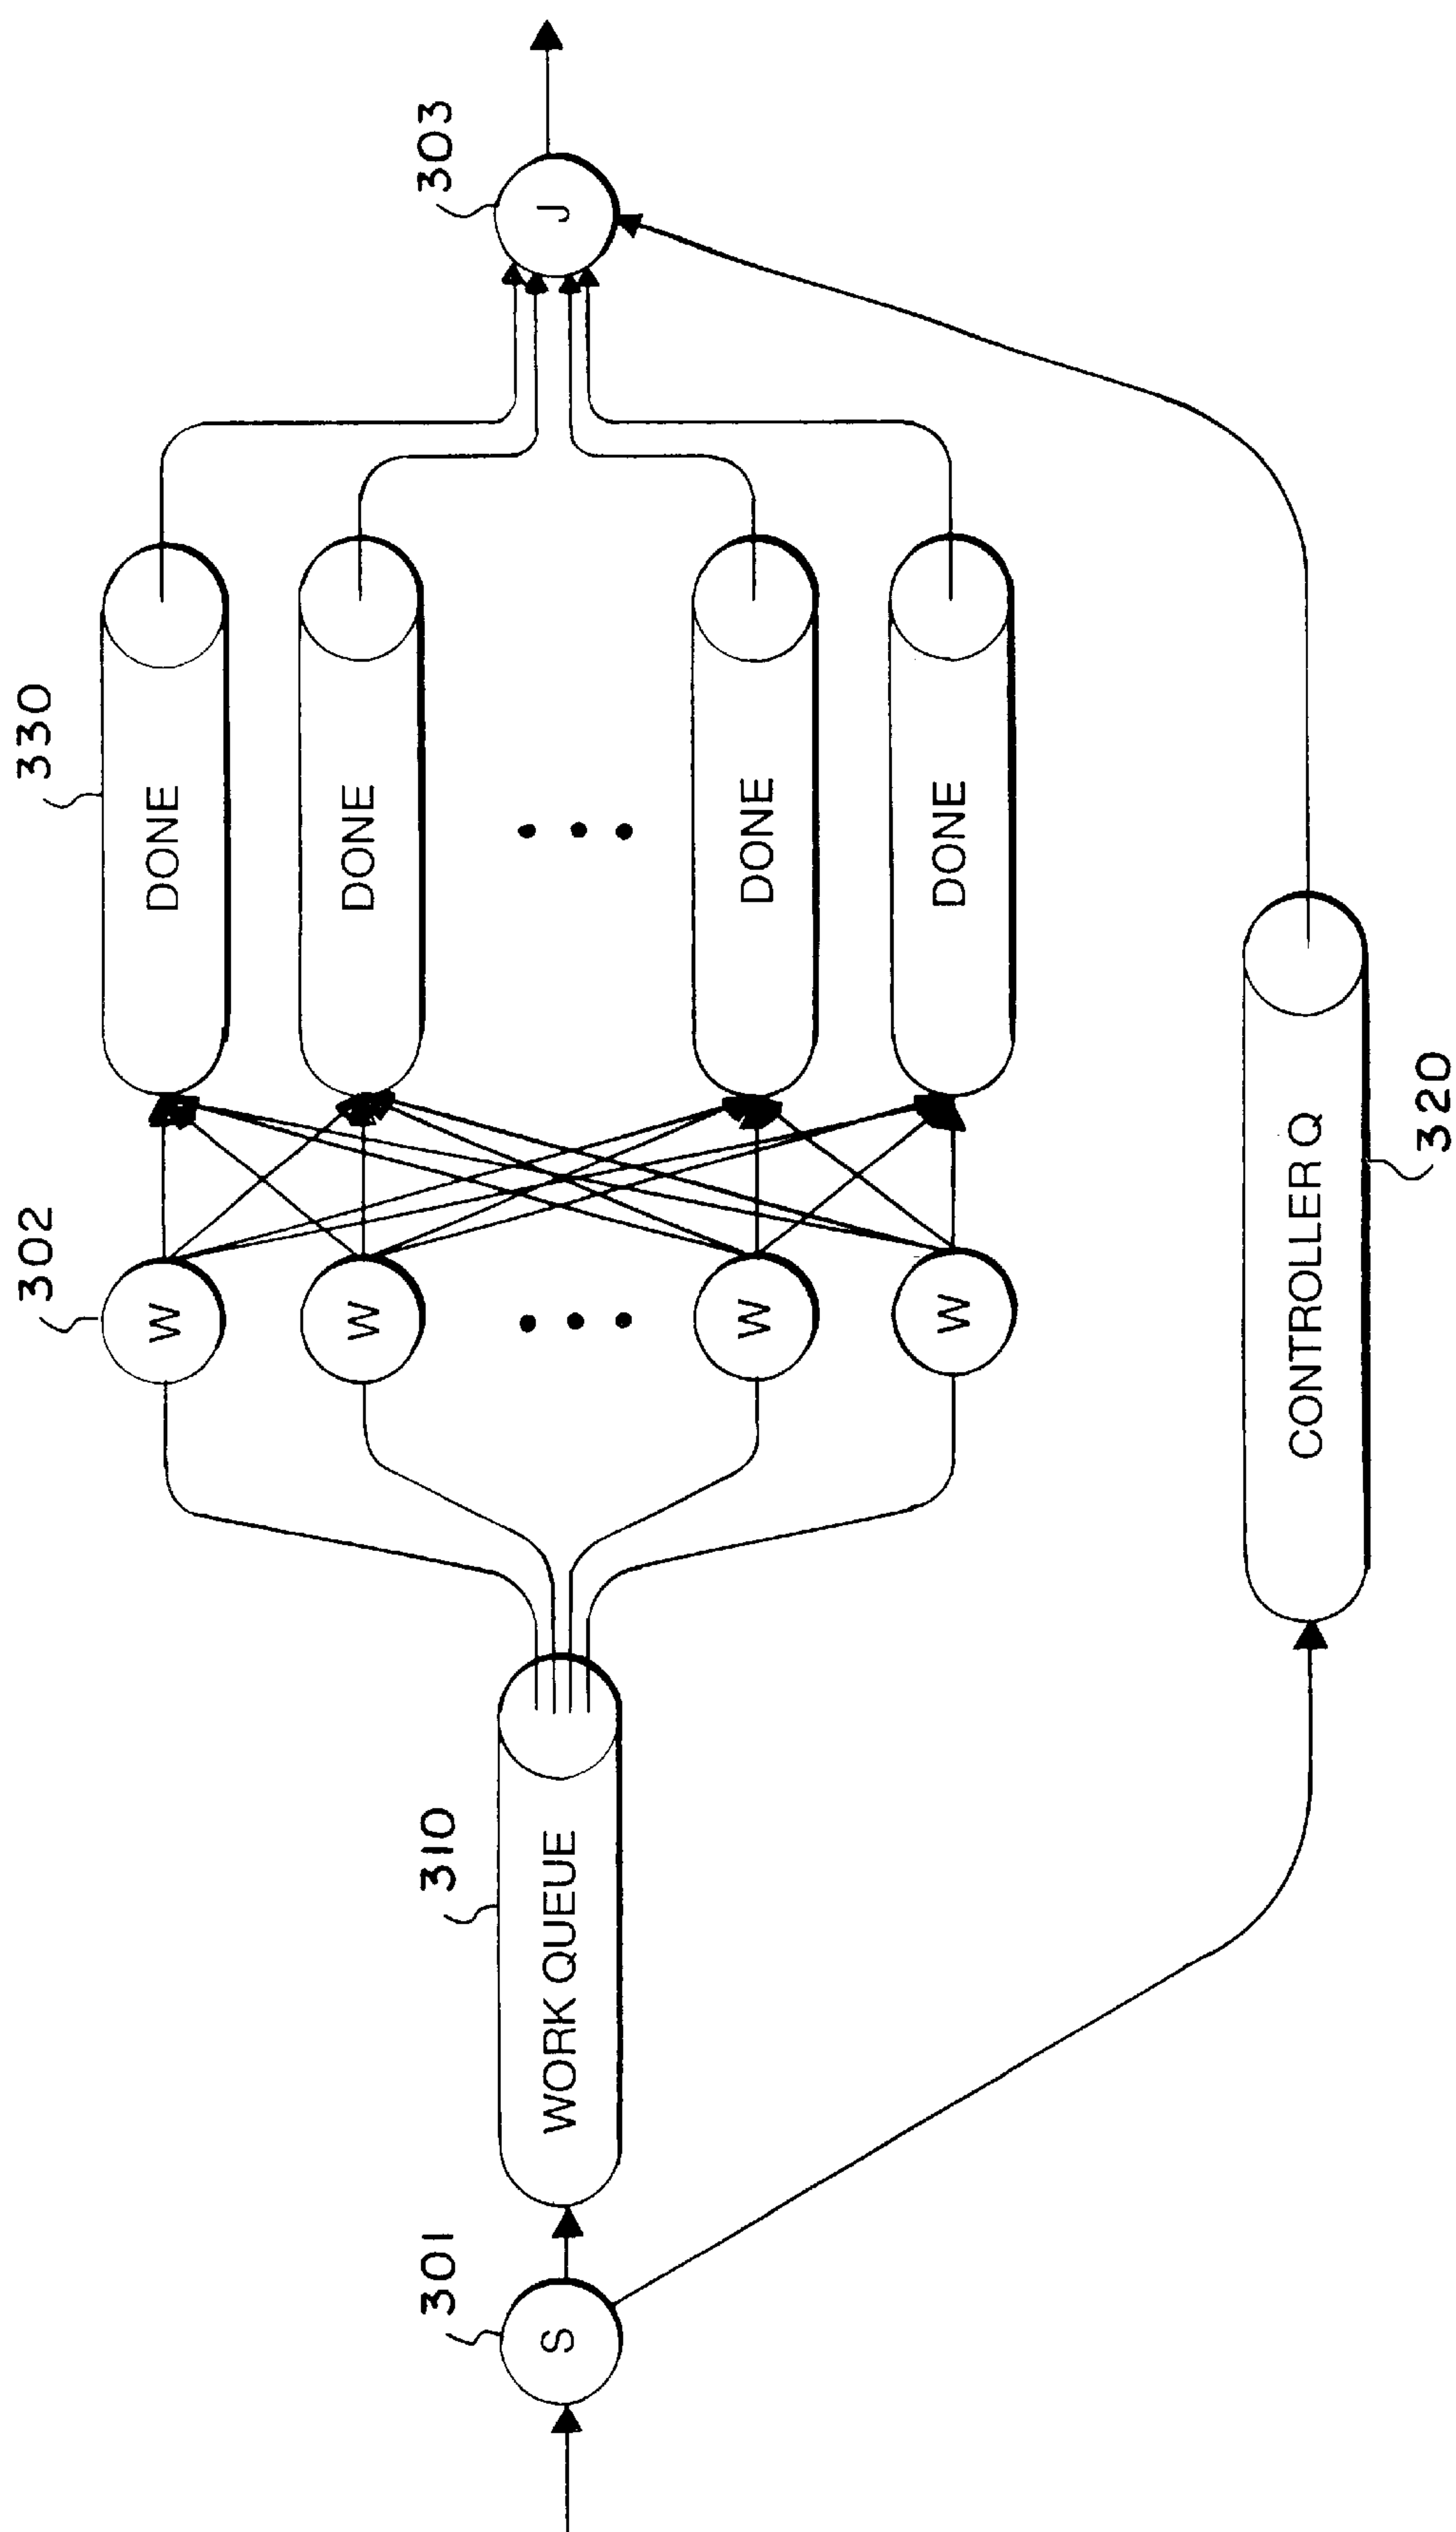 301
S
310
WORK QUEUE
302
W
W
W
W
330
DONE
DONE
DONE
DONE
303
J
CONTROLLER Q
320